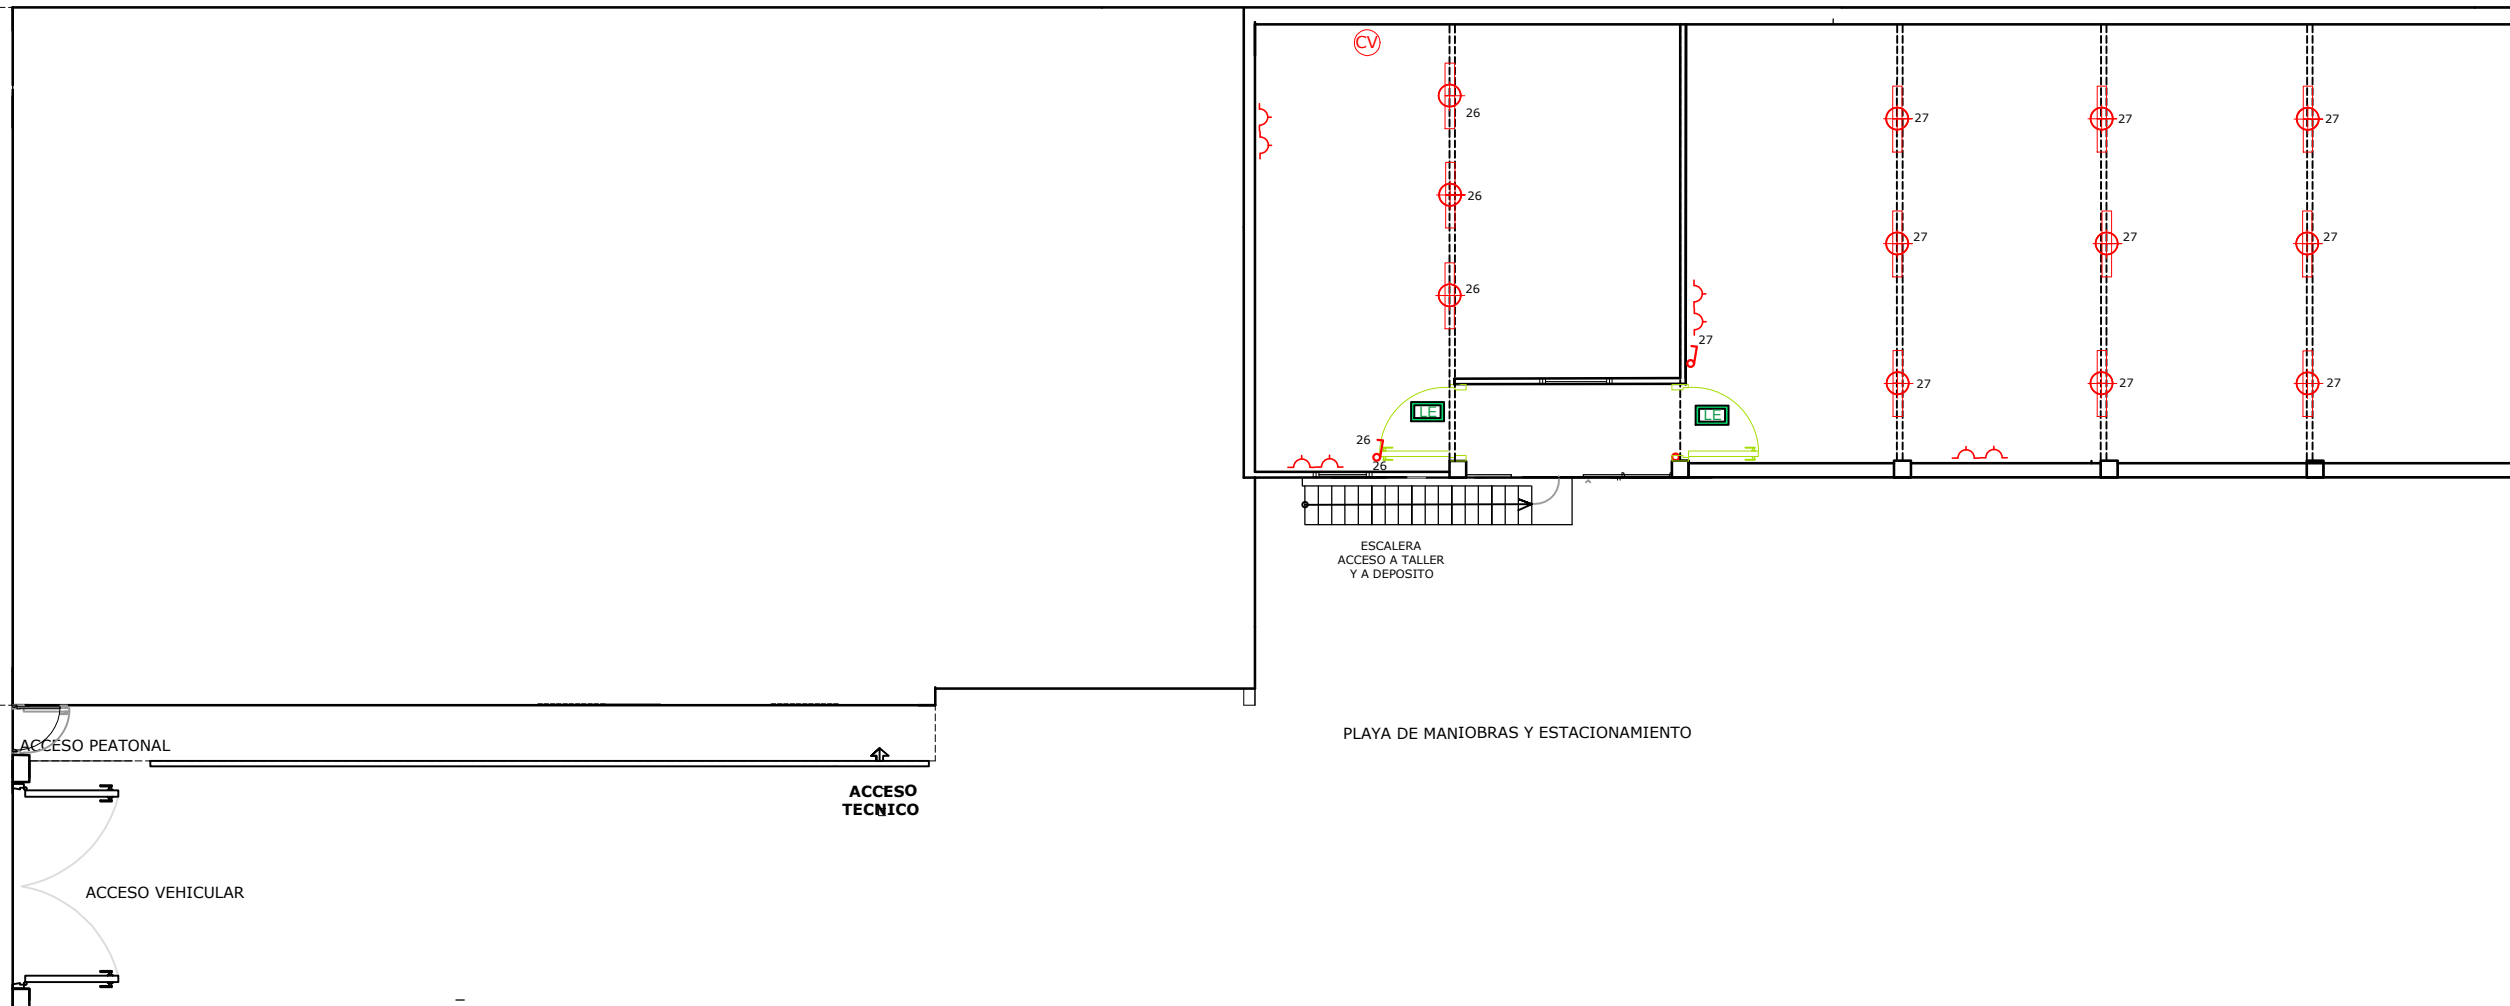 CV
26
27
27
27
26
27
27
27
26
27
27
27
27
LE
LE
26
26
ESCALERA
ACCESO A TALLER
Y A DEPOSITO
PLAYA DE MANIOBRAS Y ESTACIONAMIENTO
ACCESO PEATONAL
ACCESO
TECNICO
ACCESO VEHICULAR